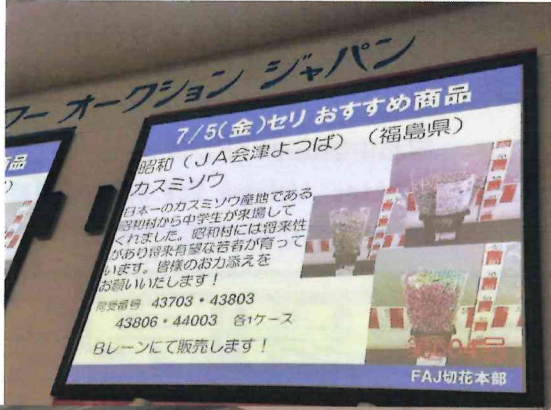 ワー オークション ジャパン
7/5(金)セリ おすすめ商品
昭和(JA会津よつば)(福島県)
カスミソウ
日本一のカスミソウ産地である
昭和村から中学生が来場して
くれました。昭和村には将来性
があり将来有望な若者が育って
います。皆様のお力添えを
お願いいたします!
荷受番号 43703・43803
43806・44003 各1ケース
Bレーンにて販売します!
FAJ切花本部
商品